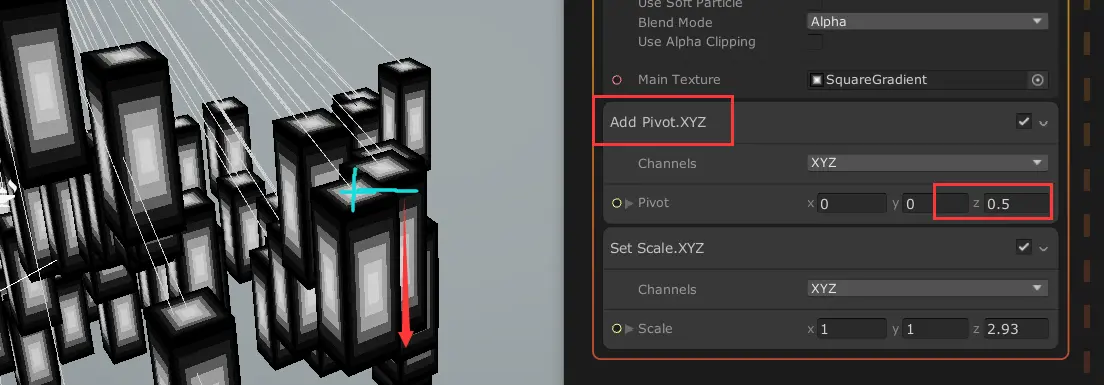 Use Soft Particle
Blend Mode Alpha
Use Alpha Clipping
Main Texture SquareGradient
Add Pivot.XYZ
Channels XYZ
Pivot x 0 y 0 z 0.5
Set Scale.XYZ
Channels XYZ
Scale x 1 y 1 z 2.93